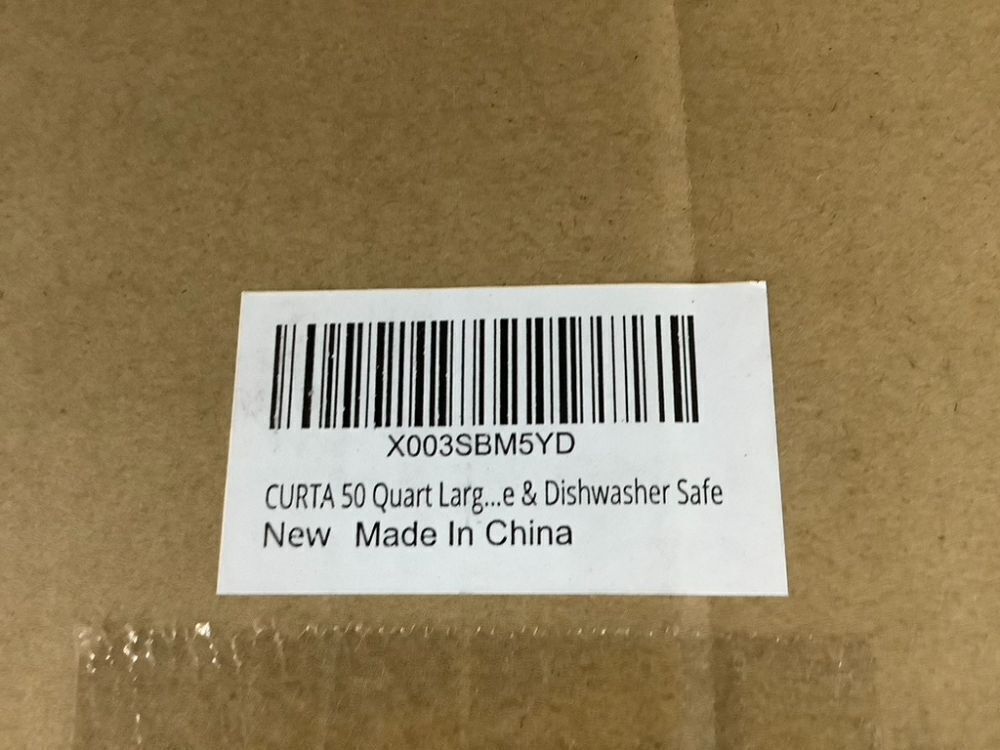 X003SBM5YD
CURTA 50 Quart Larg...e & Dishwasher Safe
New Made In China